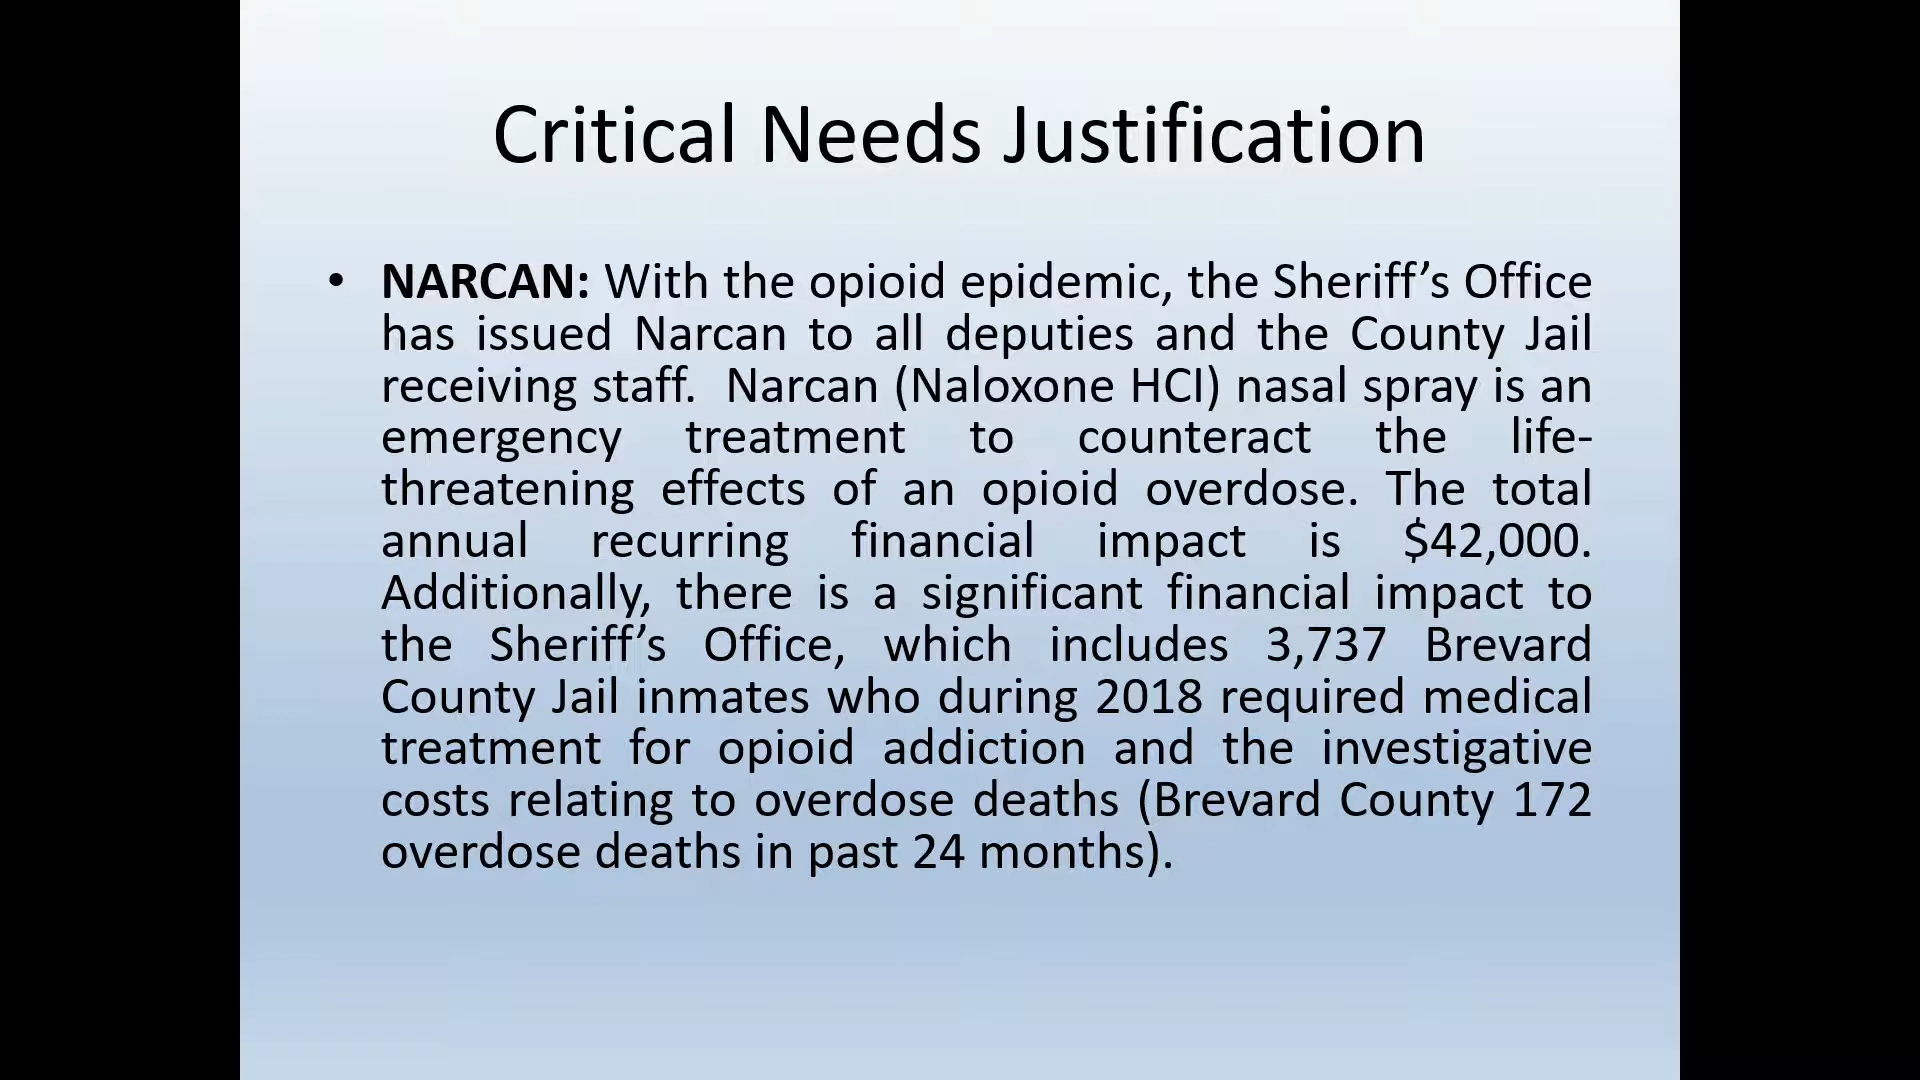 Critical Needs Justification
• NARCAN: With the opioid epidemic, the Sheriff’s Office
has issued Narcan to all deputies and the County Jail
receiving staff.  Narcan (Naloxone HCI) nasal spray is an
emergency treatment to counteract the life-
threatening effects of an opioid overdose. The total
annual recurring financial impact is $42,000.
Additionally, there is a significant financial impact to
the Sheriff’s Office, which includes 3,737 Brevard
County Jail inmates who during 2018 required medical
treatment for opioid addiction and the investigative
costs relating to overdose deaths (Brevard County 172
overdose deaths in past 24 months).